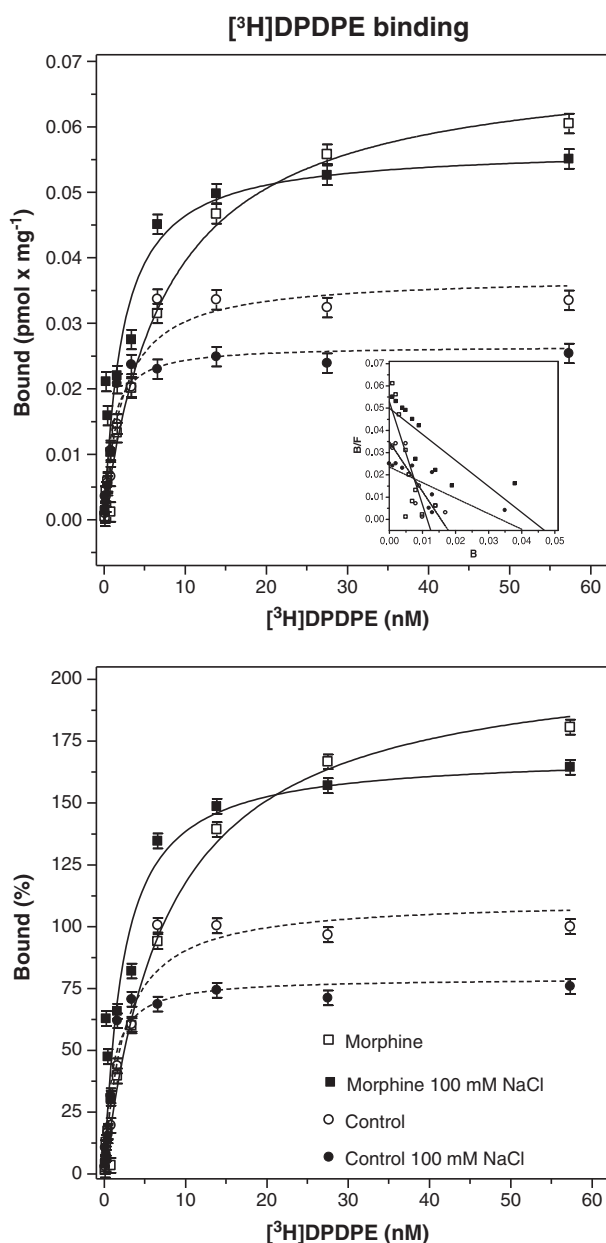 [³H]DPDPE binding
0.07
0.06
0.05
0.04
0.03
0.02
0.01
0.00
Bound (pmol x mg⁻¹)
0,07
0,06
0,05
0,04
0,03
0,02
0,01
0,00
B/F
0,00 0,01 0,02 0,03 0,04 0,05
B
0 10 20 30 40 50 60
[³H]DPDPE (nM)
200
175
150
125
100
75
50
25
0
Bound (%)
Morphine
Morphine 100 mM NaCl
Control
Control 100 mM NaCl
0 10 20 30 40 50 60
[³H]DPDPE (nM)